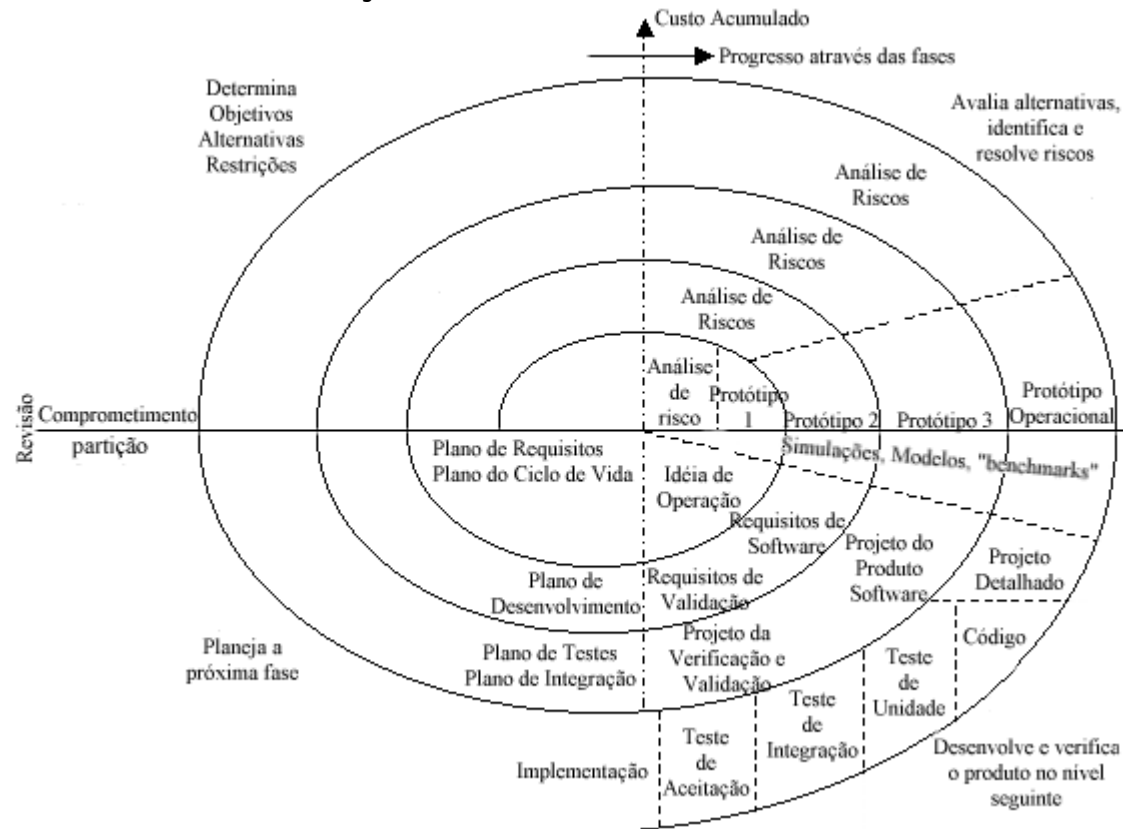 Custo Acumulado
Progresso através das fases
Determina
Objetivos
Alternativas
Restrições
Avalia alternativas,
identifica e
resolve riscos
Análise de
Riscos
Análise de
Riscos
Análise de
Riscos
Análise
de
risco
Protótipo
1
Protótipo 2
Protótipo 3
Protótipo
Operacional
Revisão
Comprometimento
partição
Plano de Requisitos
Plano do Ciclo de Vida
Simulações, Modelos, "benchmarks"
Idéia de
Operação
Requisitos de
Software
Projeto do
Produto
Software
Projeto
Detalhado
Plano de
Desenvolvimento
Requisitos de
Validação
Código
Planeja a
próxima fase
Plano de Testes
Plano de Integração
Projeto da
Verificação e
Validação
Teste
de
Unidade
Teste
de
Integração
Teste
de
Aceitação
Implementação
Desenvolve e verifica
o produto no nível
seguinte